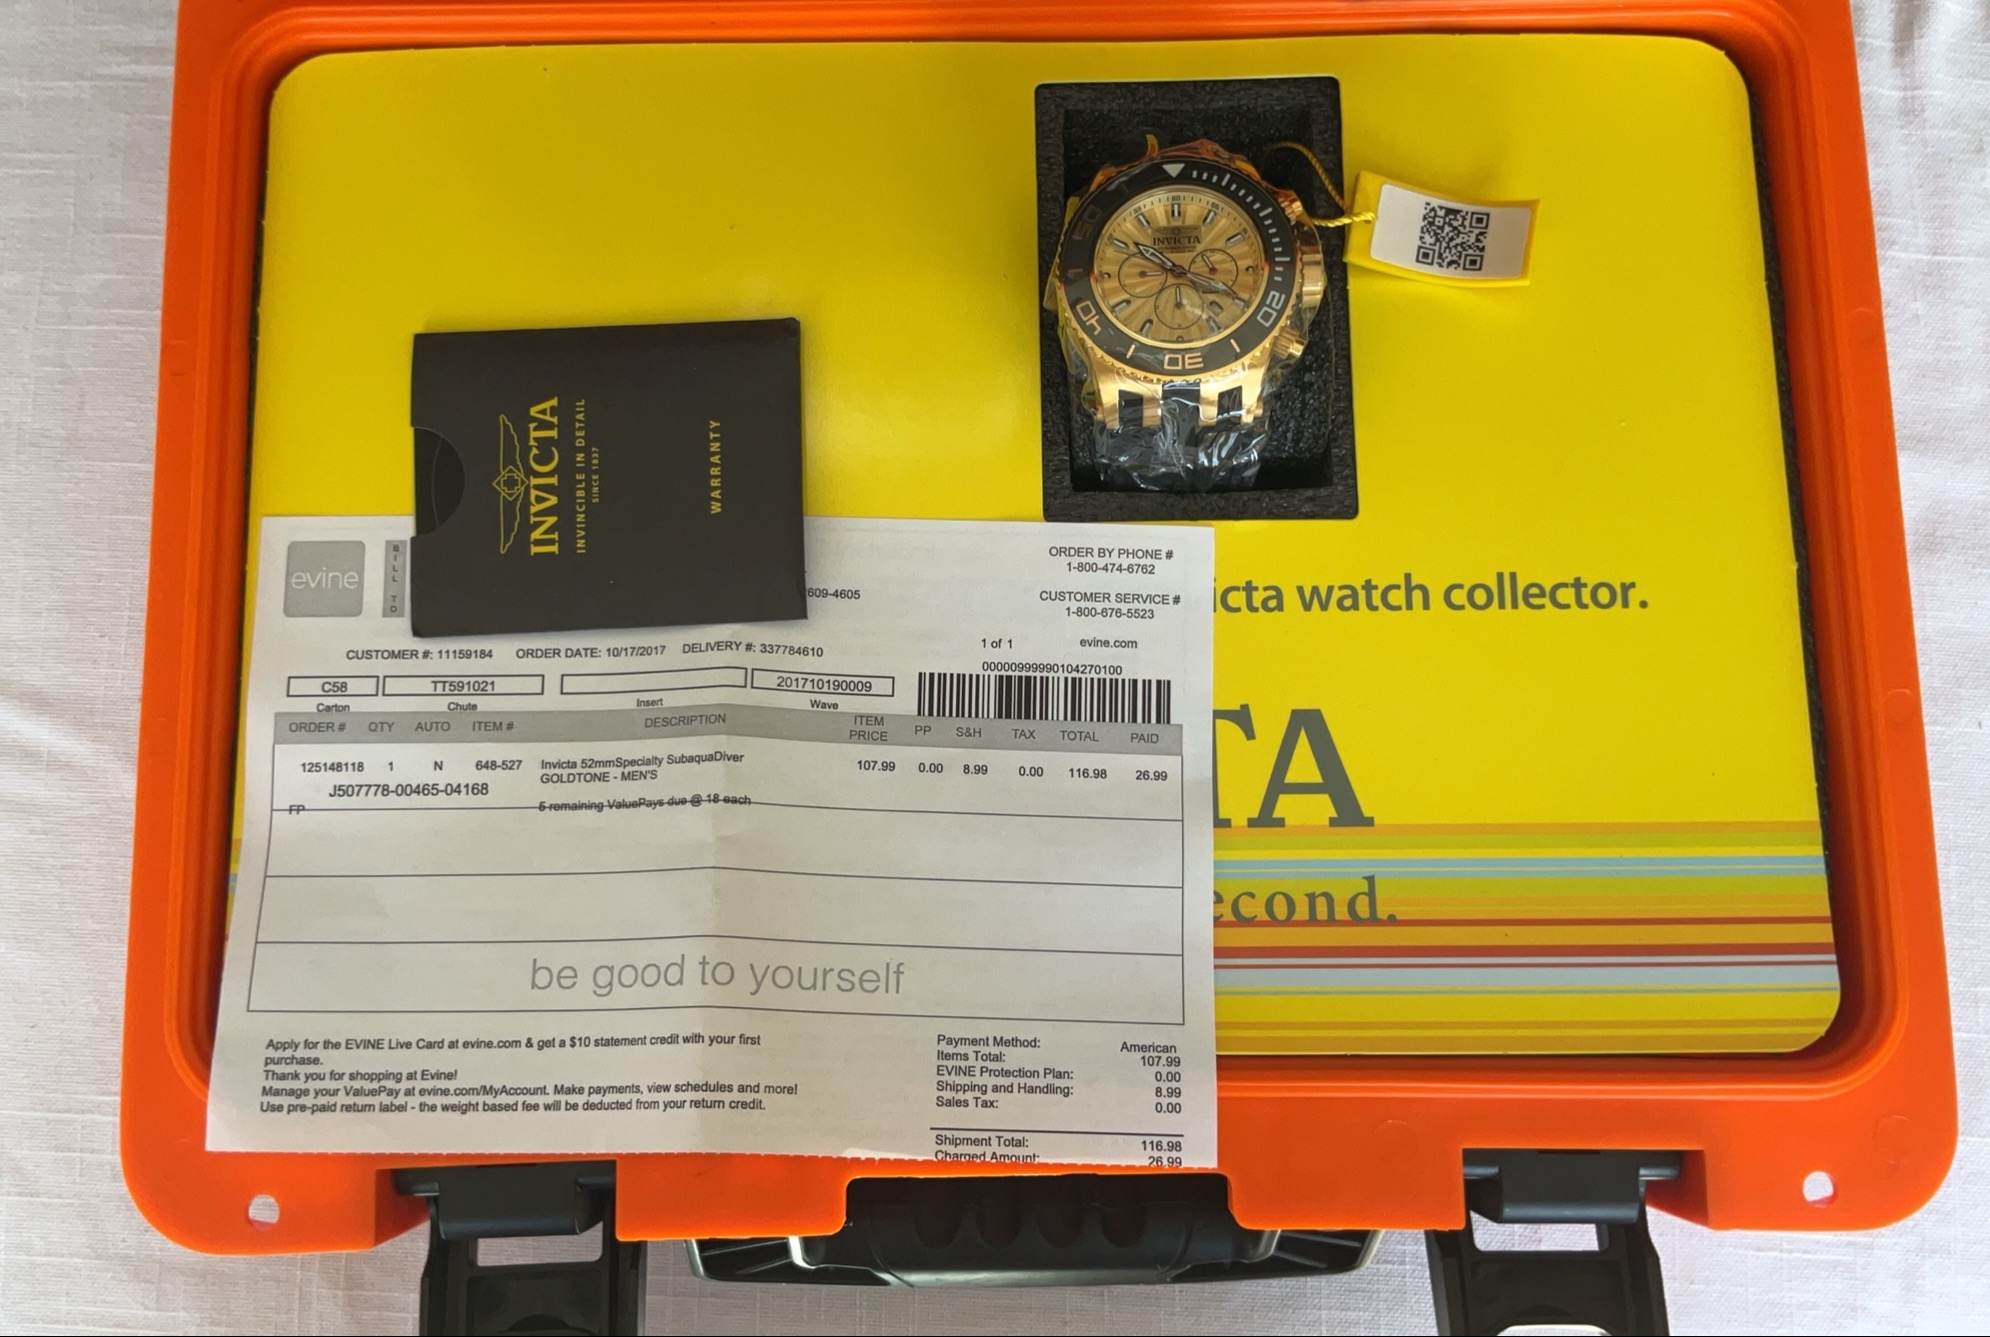 INVICTA
50
20
40
30
INVICTA
INVINCIBLE IN DETAIL
SINCE 1837
WARRANTY
icta watch collector.
TA
econd.
evine
BILL TO
609-4605
ORDER BY PHONE #
1-800-474-6762
CUSTOMER SERVICE #
1-800-676-5523
CUSTOMER #: 11159184 ORDER DATE: 10/17/2017 DELIVERY #: 337784610
1 of 1 evine.com
00000999990104270100
C58 TT591021 201710190009
Carton Chute Insert Wave
ORDER # QTY AUTO ITEM # DESCRIPTION ITEM PRICE PP S&H TAX TOTAL PAID
125148118 1 N 648-527 Invicta 52mmSpecialty SubaquaDiver 107.99 0.00 8.99 0.00 116.98 26.99
GOLDTONE - MEN'S
J507778-00465-04168
FP 5 remaining ValuePays due @ 18 each
be good to yourself
Apply for the EVINE Live Card at evine.com & get a $10 statement credit with your first
purchase.
Thank you for shopping at Evine!
Manage your ValuePay at evine.com/MyAccount. Make payments, view schedules and more!
Use pre-paid return label - the weight based fee will be deducted from your return credit.
Payment Method: American
Items Total: 107.99
EVINE Protection Plan: 0.00
Shipping and Handling: 8.99
Sales Tax: 0.00
Shipment Total: 116.98
Charged Amount: 26.99